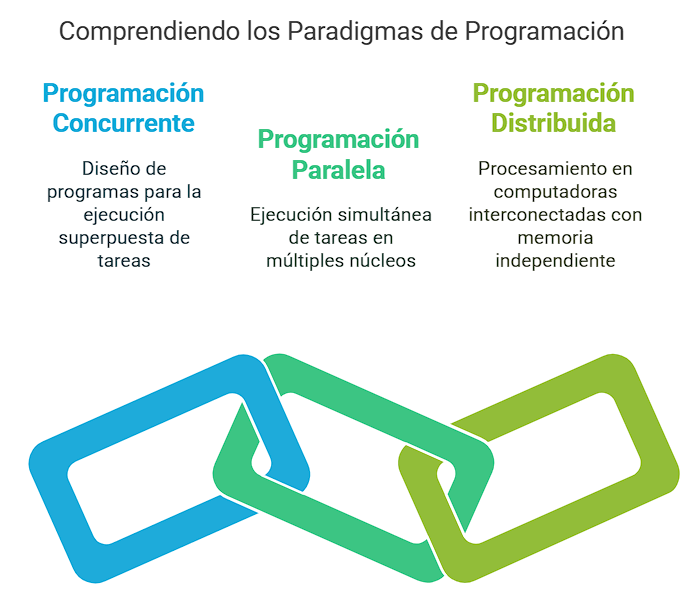 Comprendiendo los Paradigmas de Programación
Programación
Concurrente
Diseño de
programas para la
ejecución
superpuesta de
tareas
Programación
Paralela
Ejecución simultánea
de tareas en
múltiples núcleos
Programación
Distribuida
Procesamiento en
computadoras
interconectadas con
memoria
independiente